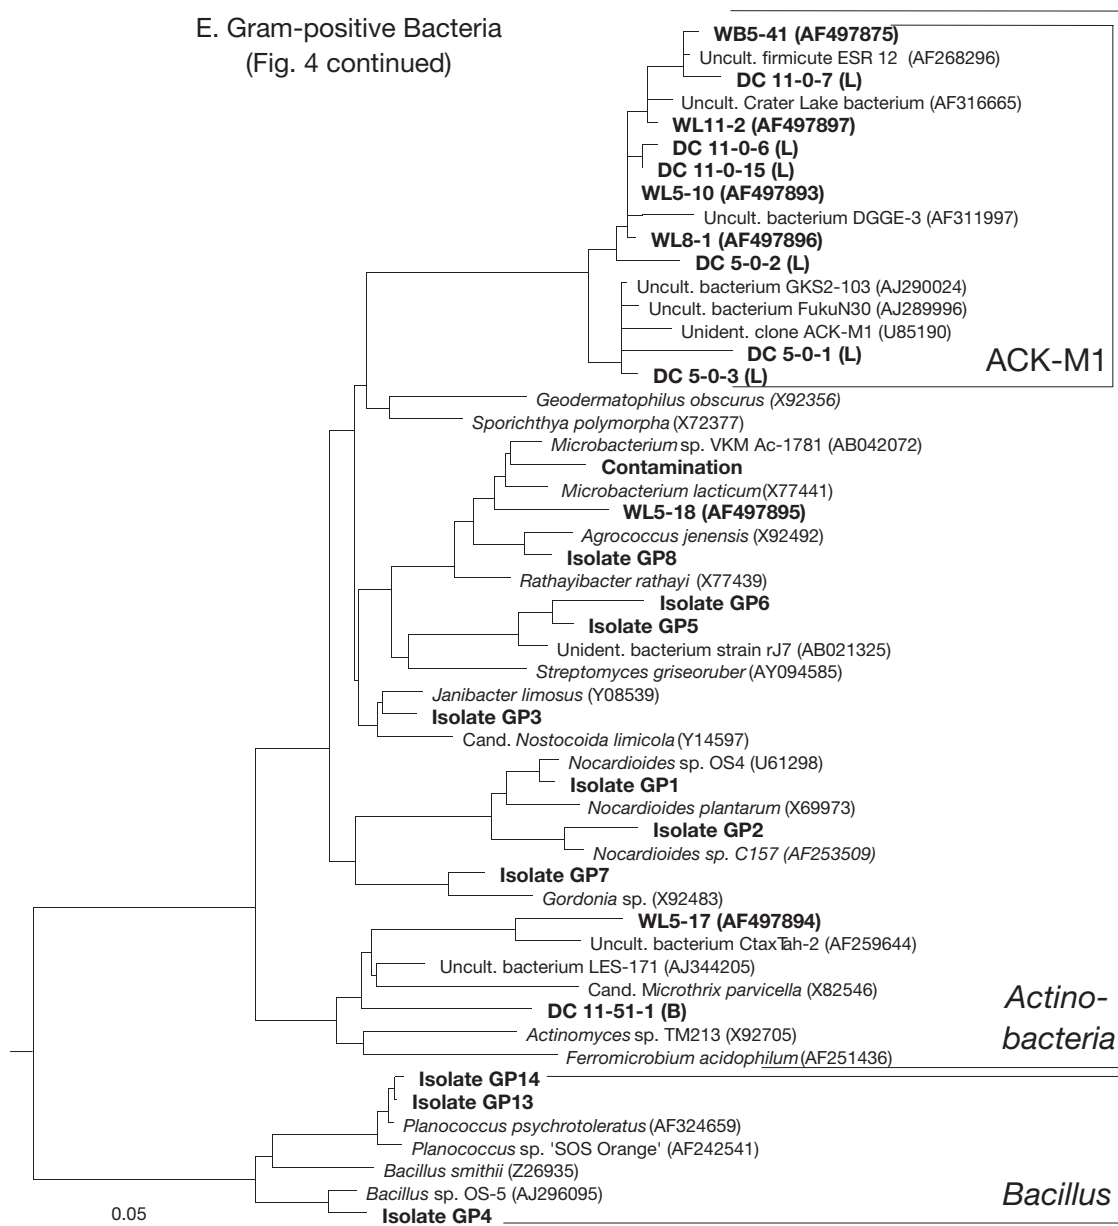 E. Gram-positive Bacteria
(Fig. 4 continued)
WB5-41 (AF497875)
Uncult. firmicute ESR 12 (AF268296)
DC 11-0-7 (L)
Uncult. Crater Lake bacterium (AF316665)
WL11-2 (AF497897)
DC 11-0-6 (L)
DC 11-0-15 (L)
WL5-10 (AF497893)
Uncult. bacterium DGGE-3 (AF311997)
WL8-1 (AF497896)
DC 5-0-2 (L)
Uncult. bacterium GKS2-103 (AJ290024)
Uncult. bacterium FukuN30 (AJ289996)
Unident. clone ACK-M1 (U85190)
DC 5-0-1 (L)
ACK-M1
DC 5-0-3 (L)
Geodermatophilus obscurus (X92356)
Sporichthya polymorpha (X72377)
Microbacterium sp. VKM Ac-1781 (AB042072)
Contamination
Microbacterium lacticum (X77441)
WL5-18 (AF497895)
Agrococcus jenensis (X92492)
Isolate GP8
Rathayibacter rathayi (X77439)
Isolate GP6
Isolate GP5
Unident. bacterium strain rJ7 (AB021325)
Streptomyces griseoruber (AY094585)
Janibacter limosus (Y08539)
Isolate GP3
Cand. Nostocoida limicola (Y14597)
Nocardioides sp. OS4 (U61298)
Isolate GP1
Nocardioides plantarum (X69973)
Isolate GP2
Nocardioides sp. C157 (AF253509)
Isolate GP7
Gordonia sp. (X92483)
WL5-17 (AF497894)
Uncult. bacterium CtaxTah-2 (AF259644)
Uncult. bacterium LES-171 (AJ344205)
Cand. Microthrix parvicella (X82546)
DC 11-51-1 (B)
Actinomyces sp. TM213 (X92705)
Ferromicrobium acidophilum (AF251436)
Actino-
bacteria
Isolate GP14
Isolate GP13
Planococcus psychrotoleratus (AF324659)
Planococcus sp. 'SOS Orange' (AF242541)
Bacillus smithii (Z26935)
Bacillus sp. OS-5 (AJ296095)
Isolate GP4
Bacillus
0.05